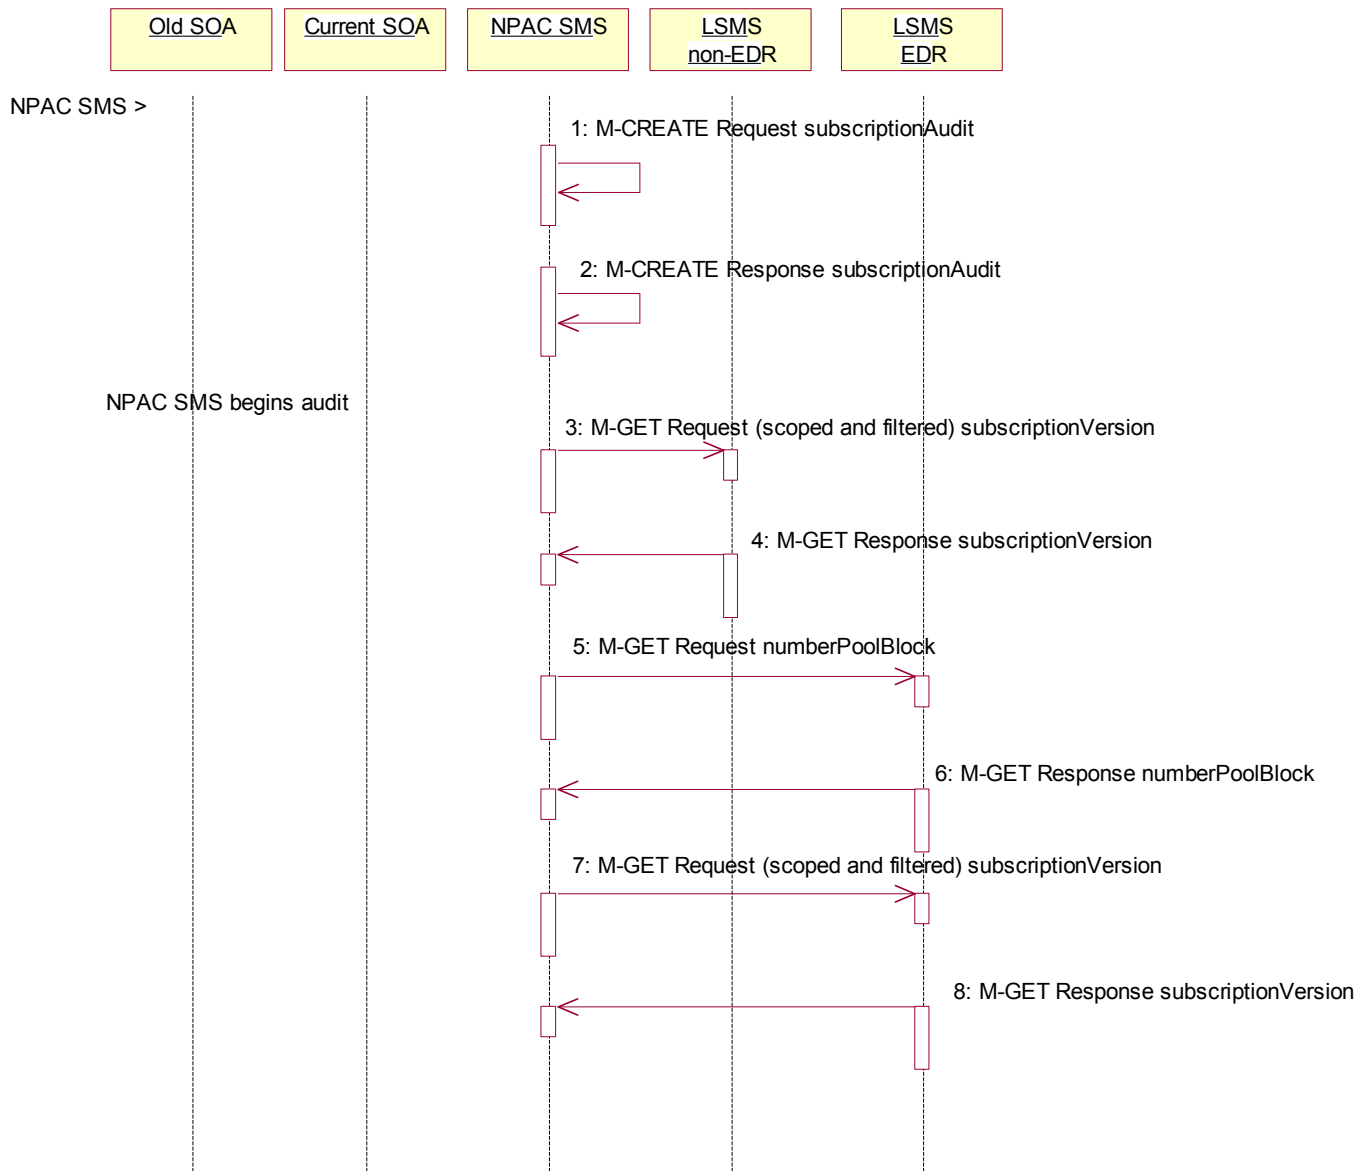 Old SOA
Current SOA
NPAC SMS
LSMS
non-EDR
LSMS
EDR
NPAC SMS >
1: M-CREATE Request subscriptionAudit
2: M-CREATE Response subscriptionAudit
NPAC SMS begins audit
3: M-GET Request (scoped and filtered) subscriptionVersion
4: M-GET Response subscriptionVersion
5: M-GET Request numberPoolBlock
6: M-GET Response numberPoolBlock
7: M-GET Request (scoped and filtered) subscriptionVersion
8: M-GET Response subscriptionVersion